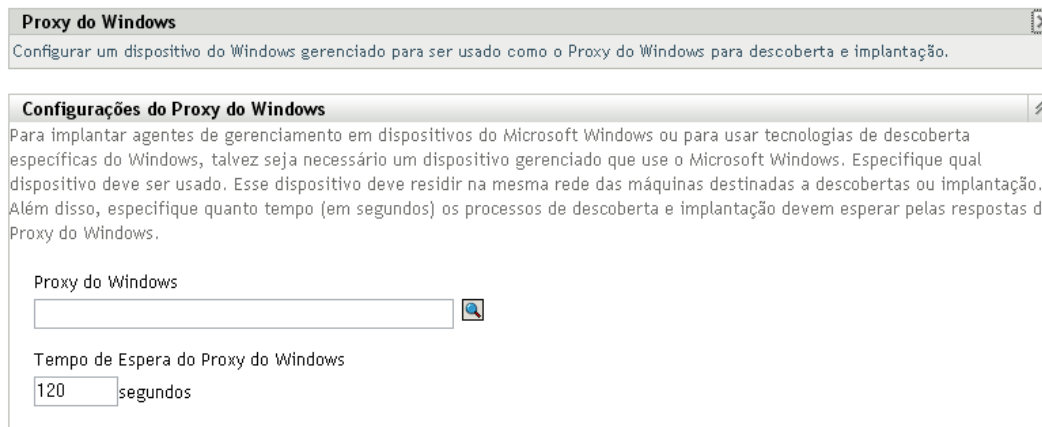 Proxy do Windows
Configurar um dispositivo do Windows gerenciado para ser usado como o Proxy do Windows para descoberta e implantação.
Configurações do Proxy do Windows
Para implantar agentes de gerenciamento em dispositivos do Microsoft Windows ou para usar tecnologias de descoberta
específicas do Windows, talvez seja necessário um dispositivo gerenciado que use o Microsoft Windows. Especifique qual
dispositivo deve ser usado. Esse dispositivo deve residir na mesma rede das máquinas destinadas a descobertas ou implantação.
Além disso, especifique quanto tempo (em segundos) os processos de descoberta e implantação devem esperar pelas respostas d
Proxy do Windows.
Proxy do Windows
Tempo de Espera do Proxy do Windows
120 segundos